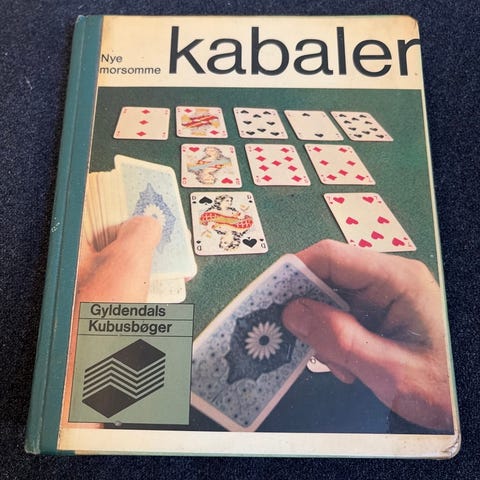 Nye
morsomme
kabaler
Gyldendals
Kubusbøger